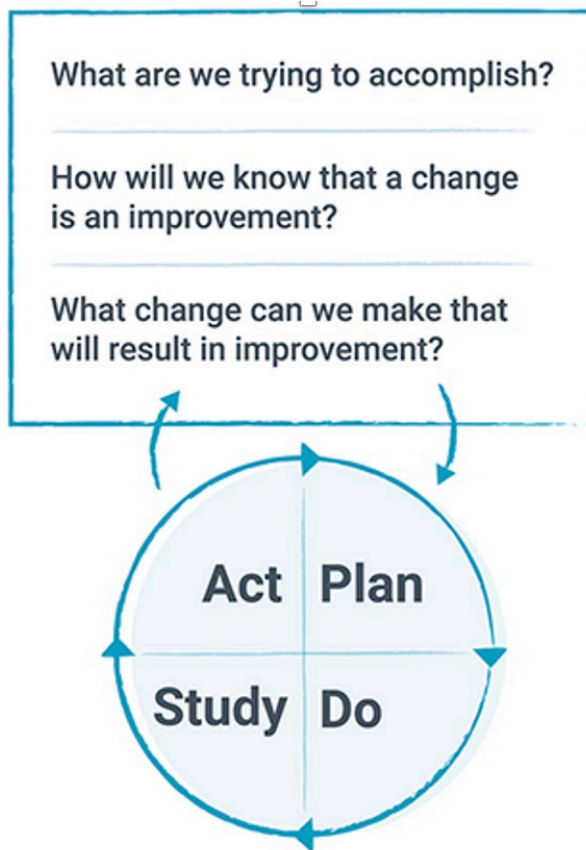 What are we trying to accomplish?
How will we know that a change
is an improvement?
What change can we make that
will result in improvement?
Act Plan
Study Do